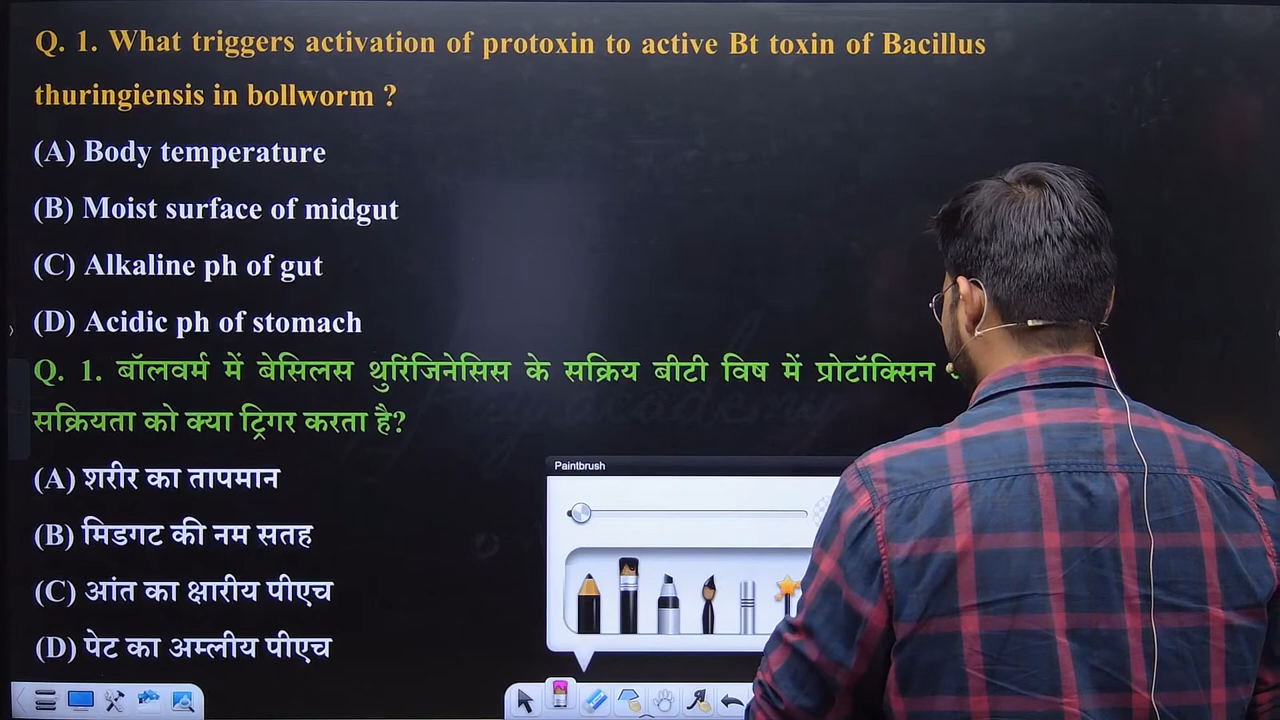 Q. 1. What triggers activation of protoxin to active Bt toxin of Bacillus
thuringiensis in bollworm ?
(A) Body temperature
(B) Moist surface of midgut
(C) Alkaline ph of gut
(D) Acidic ph of stomach
Q. 1. बॉलवर्म में बेसिलस थुरिंजिनेसिस के सक्रिय बीटी विष में प्रोटॉक्सिन
सक्रियता को क्या ट्रिगर करता है?
(A) शरीर का तापमान
(B) मिडगट की नम सतह
(C) आंत का क्षारीय पीएच
(D) पेट का अम्लीय पीएच
Paintbrush